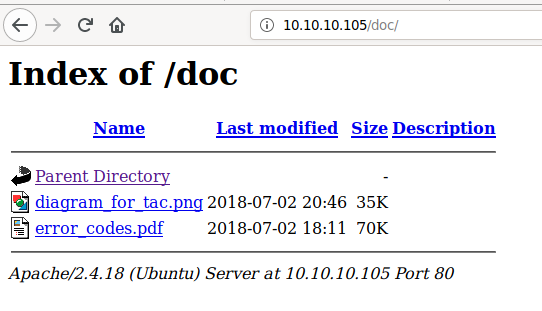 10.10.10.105/doc/
Index of /doc
Name Last modified Size Description
Parent Directory -
diagram_for_tac.png 2018-07-02 20:46 35K
error_codes.pdf 2018-07-02 18:11 70K
Apache/2.4.18 (Ubuntu) Server at 10.10.10.105 Port 80